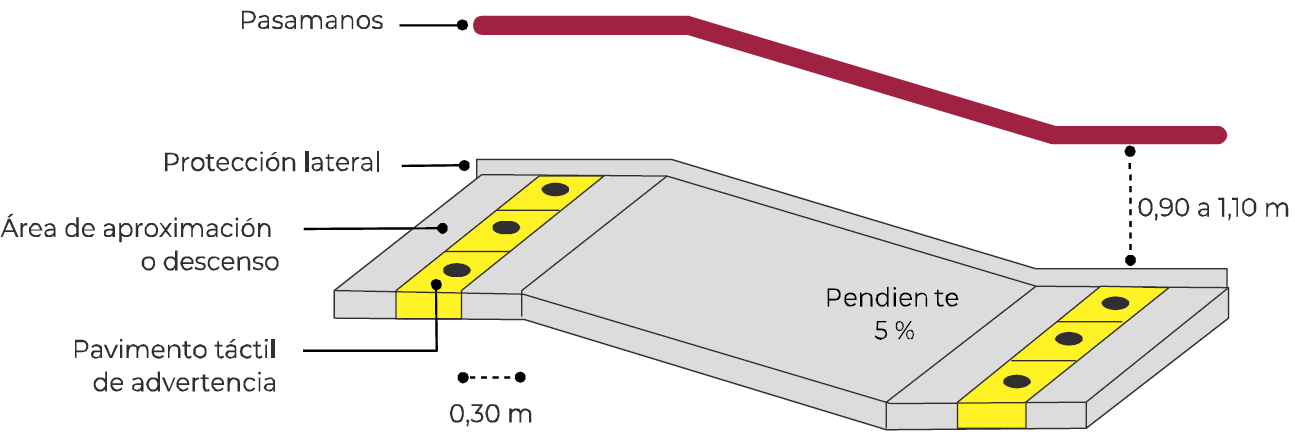 Pasamanos
Protección lateral
0,90 a 1,10 m
Área de aproximación
o descenso
Pendien te
5 %
Pavimento táctil
de advertencia
0,30 m